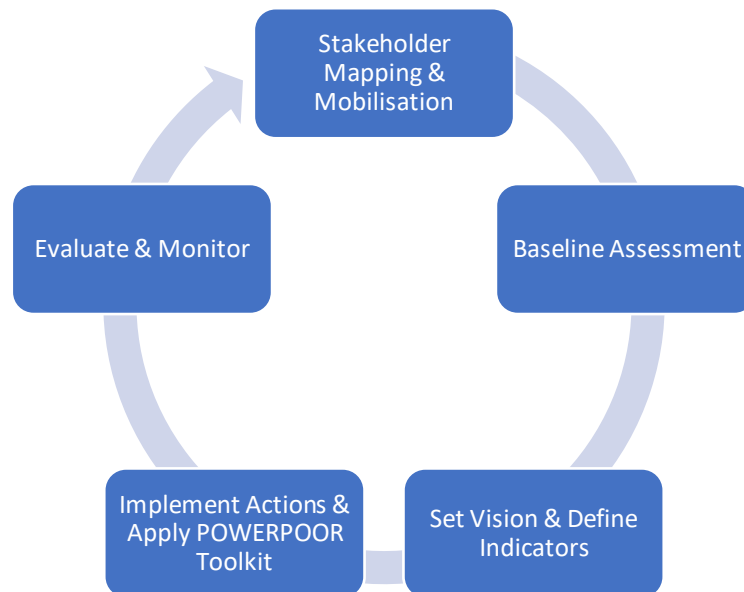 Stakeholder
Mapping &
Mobilisation
Baseline Assessment
Set Vision & Define
Indicators
Implement Actions &
Apply POWERPOOR
Toolkit
Evaluate & Monitor